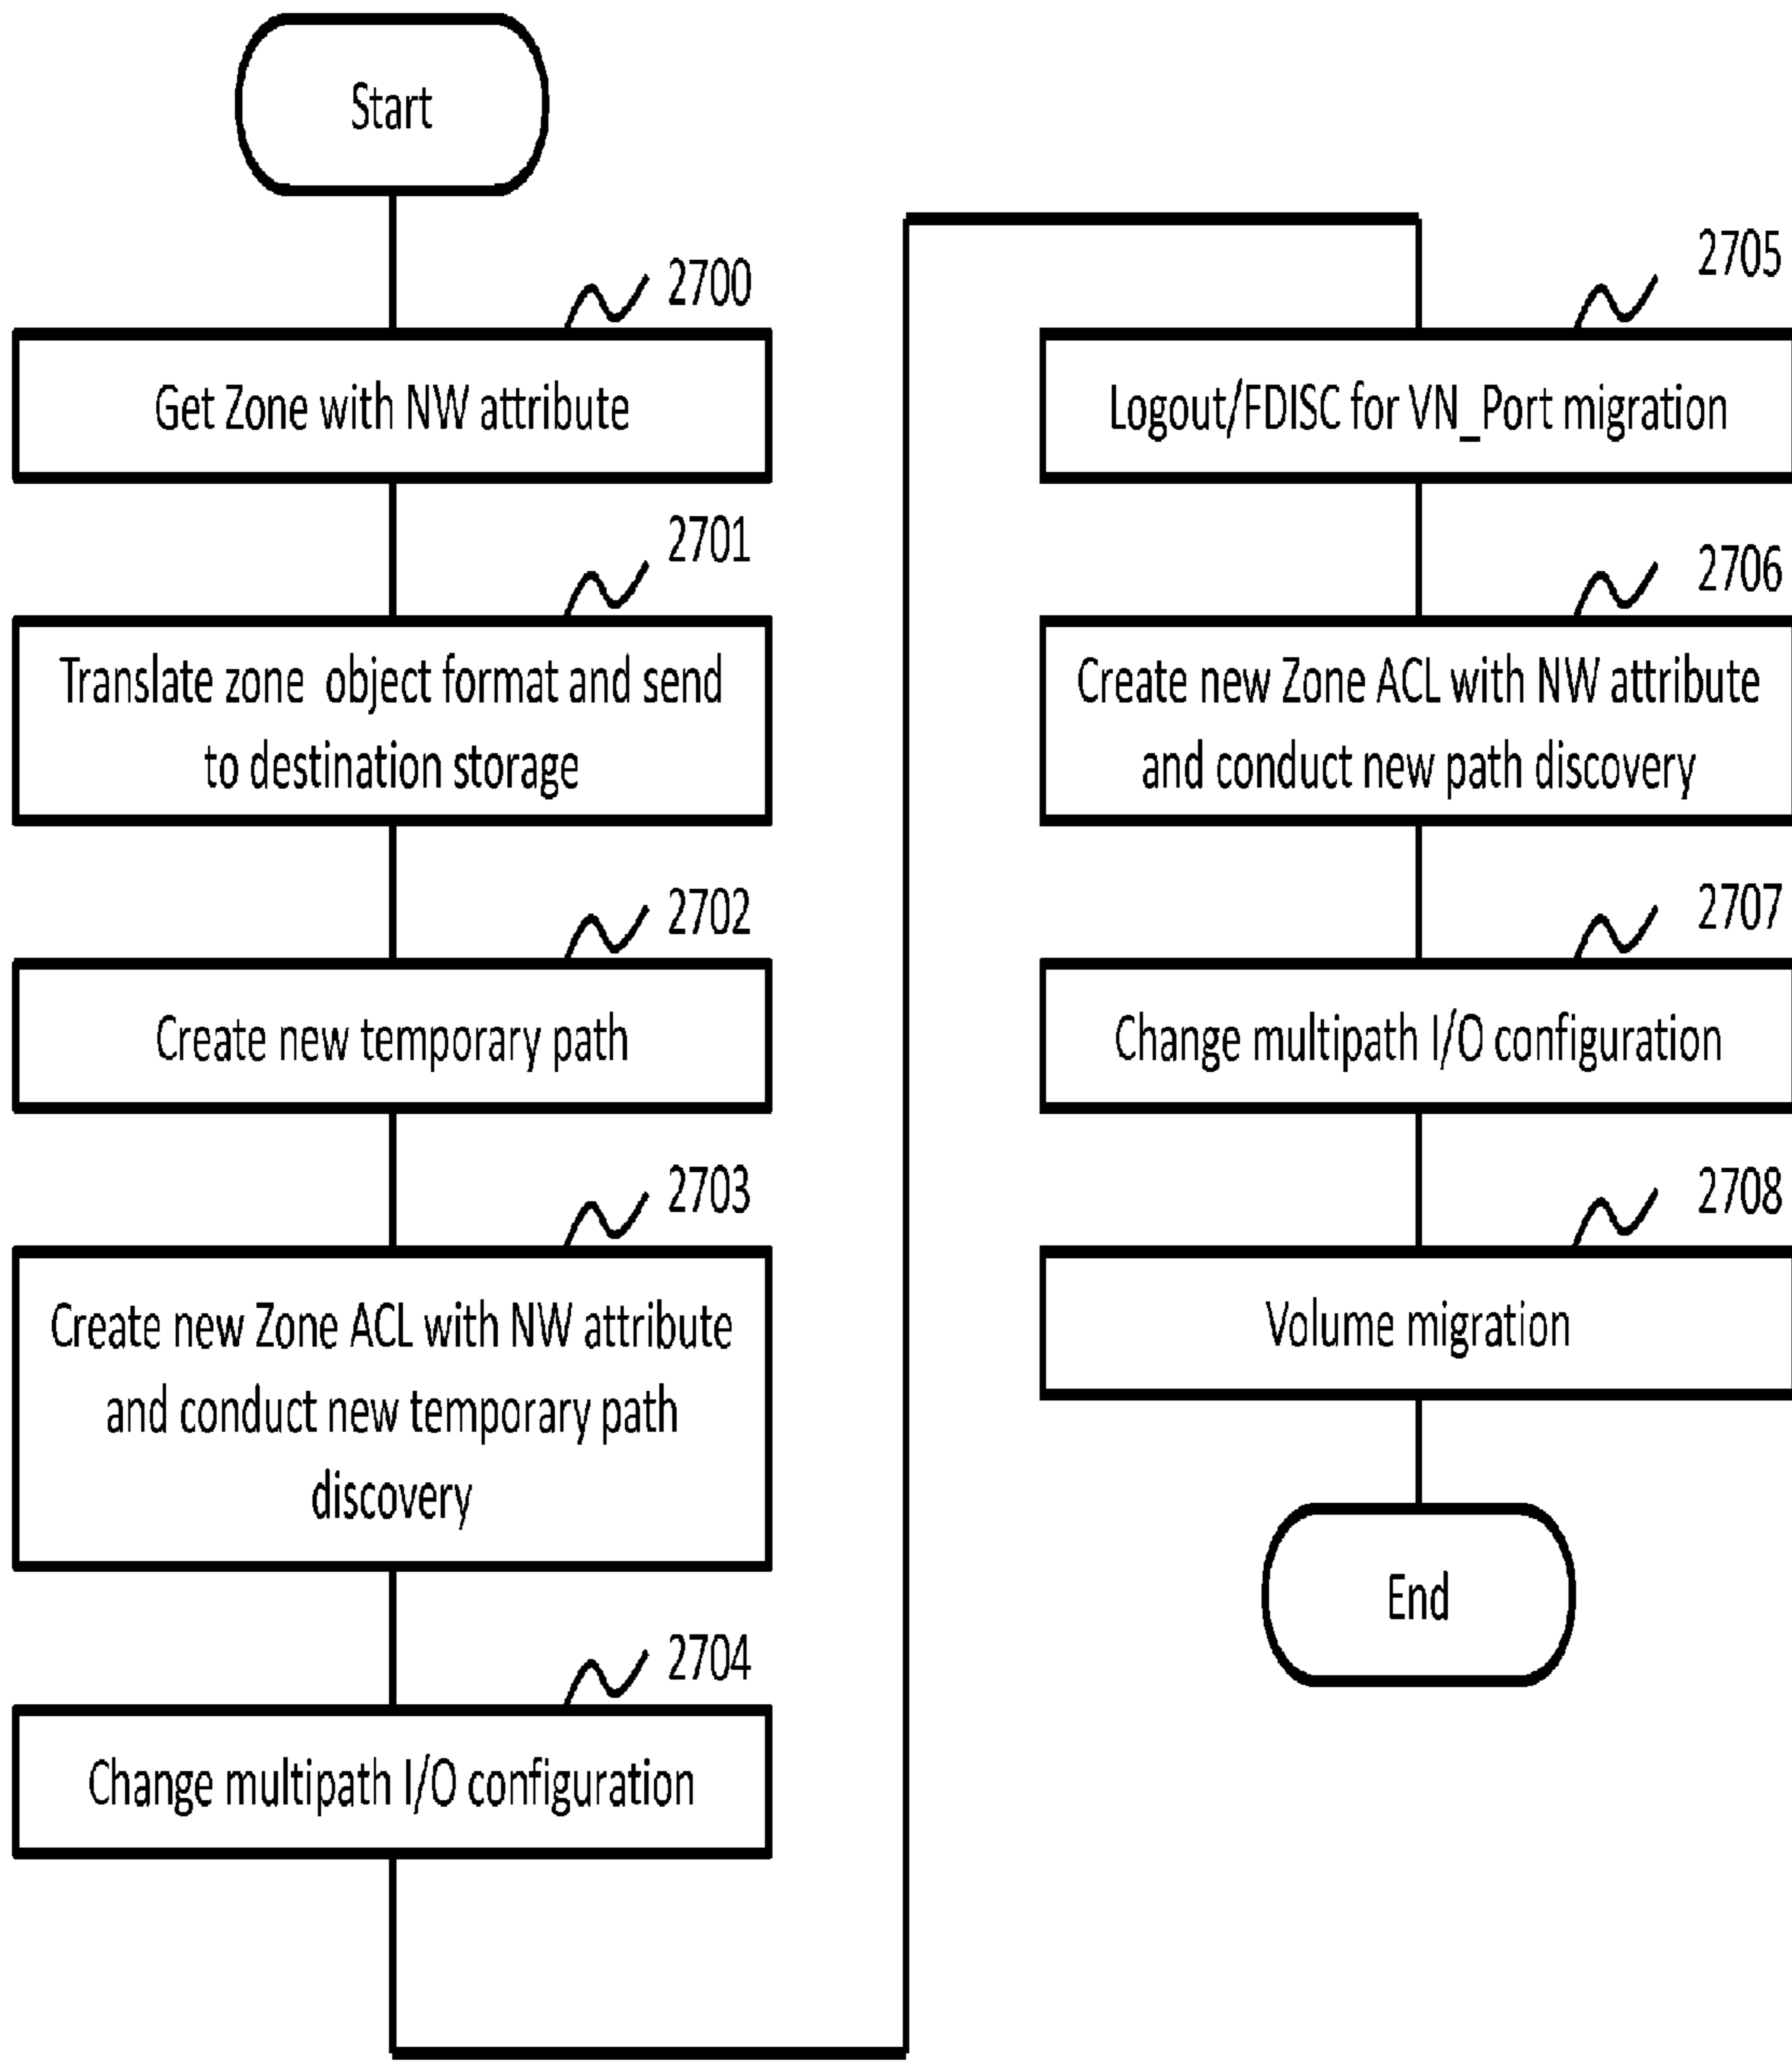 Start
2700
Get Zone with NW attribute
2701
Translate zone object format and send
to destination storage
2702
Create new temporary path
2703
Create new Zone ACL with NW attribute
and conduct new temporary path
discovery
2704
Change multipath I/O configuration
2705
Logout/FDISC for VN_Port migration
2706
Create new Zone ACL with NW attribute
and conduct new path discovery
2707
Change multipath I/O configuration
2708
Volume migration
End